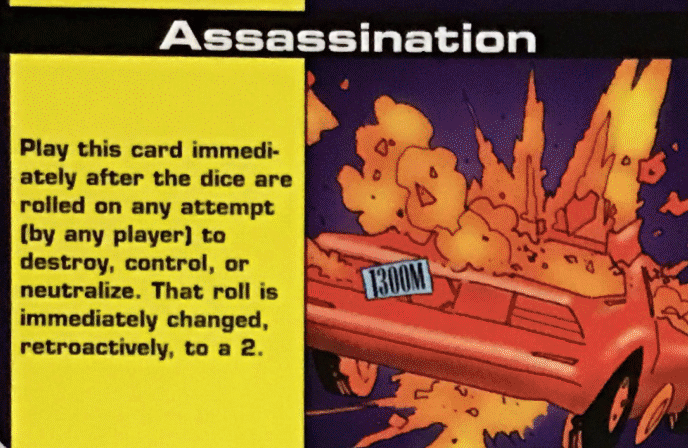 Assassination
Play this card immedi-
ately after the dice are
rolled on any attempt
(by any player) to
destroy, control, or
neutralize. That roll is
immediately changed,
retroactively, to a 2.
1300M